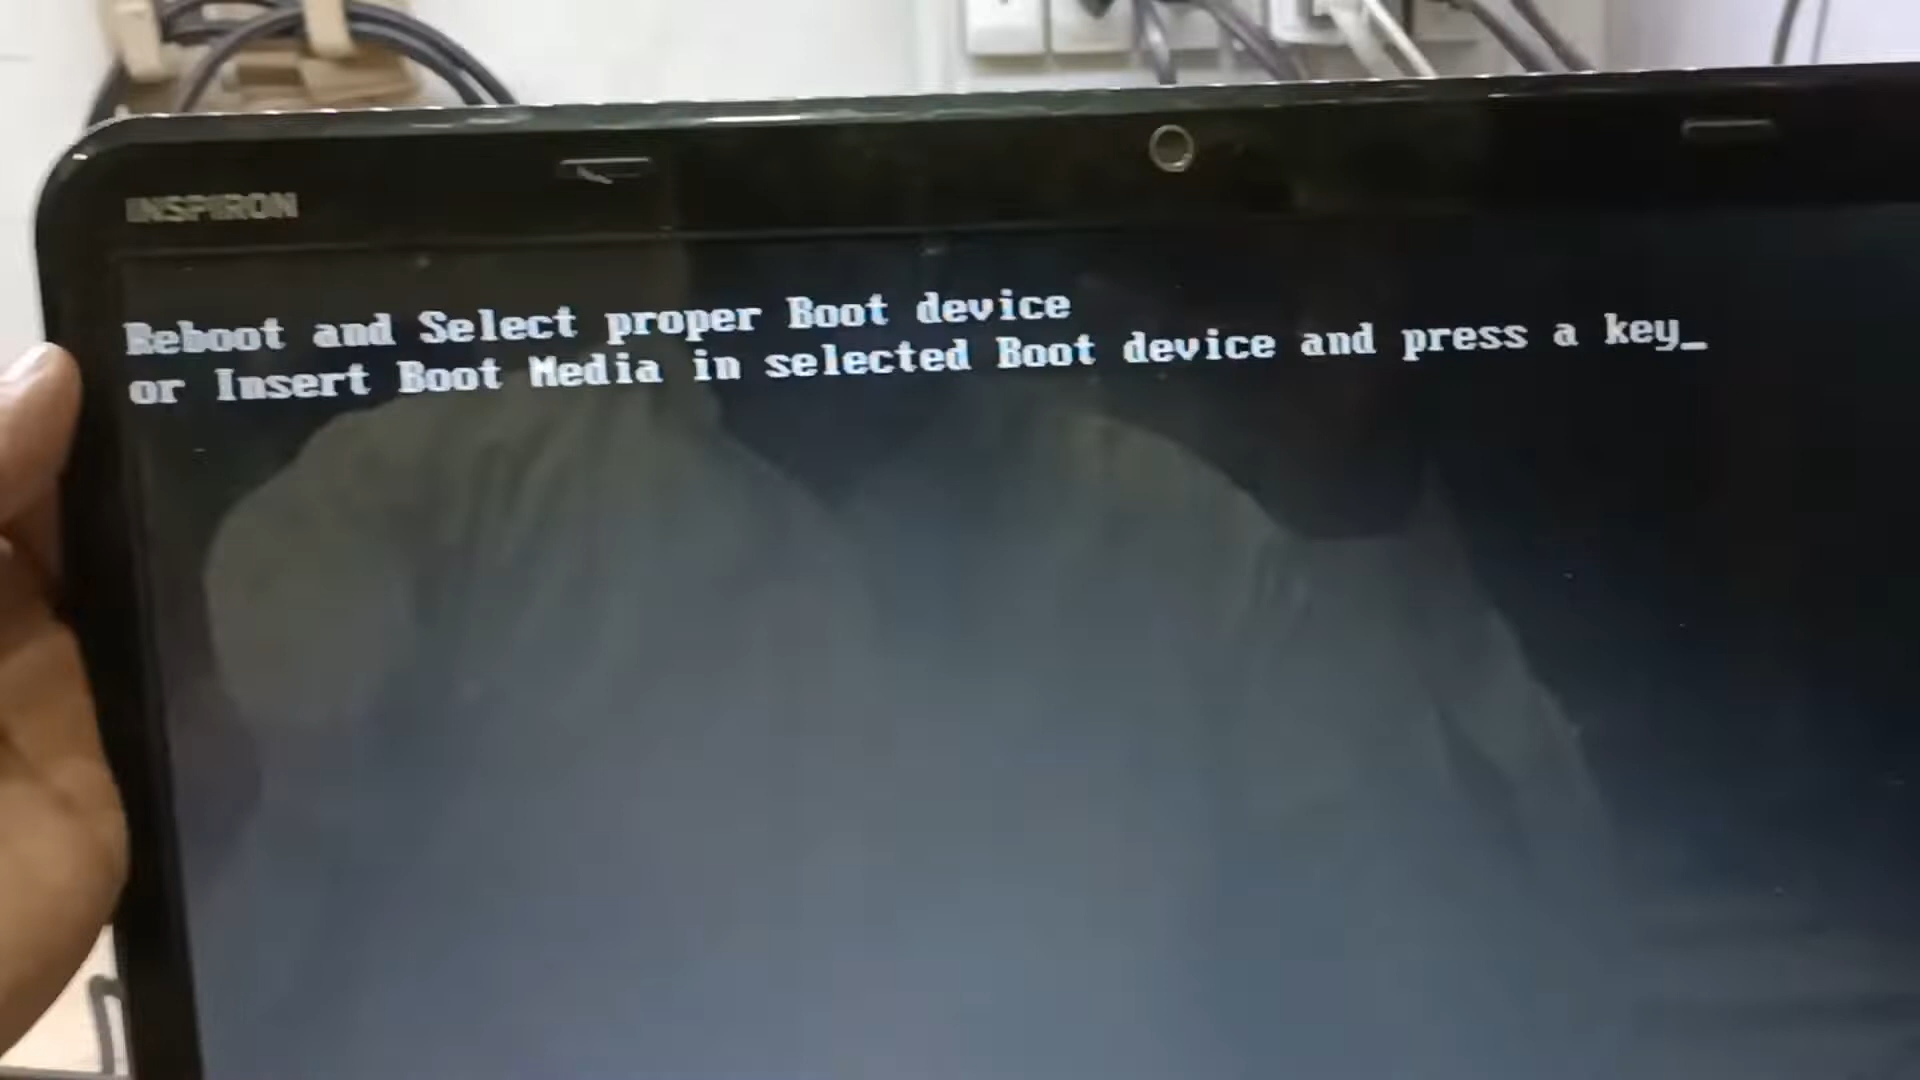 INSPIRON
Reboot and Select proper Boot device
or Insert Boot Media in selected Boot device and press a key_